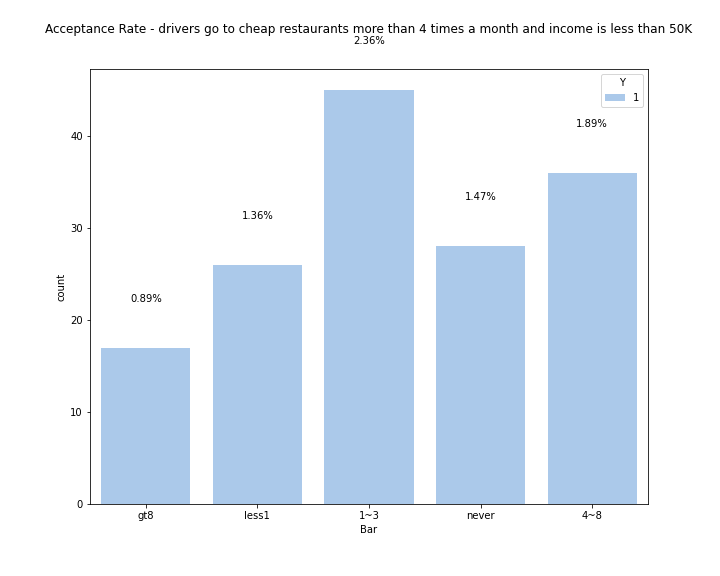 Acceptance Rate - drivers go to cheap restaurants more than 4 times a month and income is less than 50K
2.36%
Y
1
1.89%
1.47%
1.36%
0.89%
40
30
20
10
0
count
gt8 less1 1~3 never 4~8
Bar